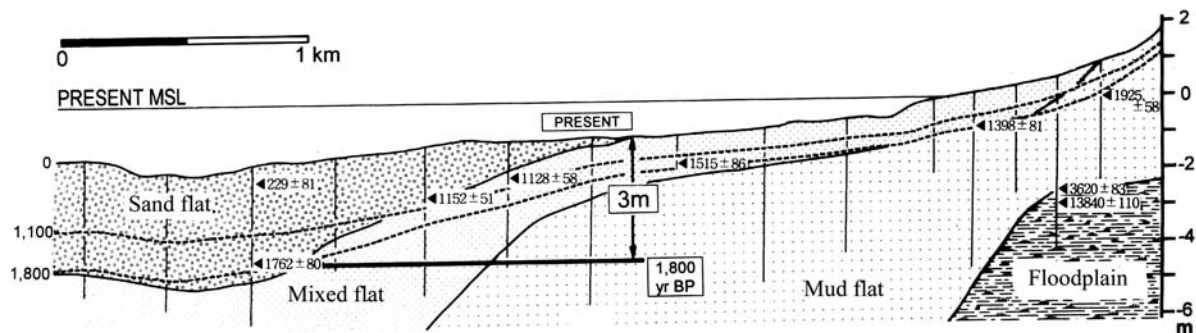 0
1 km
PRESENT MSL
PRESENT
2
0
-2
-4
-6
m
0
1,100
1,800
229±81
Sand flat
1762±80
1152±51
1128±58
1515±86
1398±81
1925
±58
3620±83
13840±110
3m
1,800
yr BP
Mixed flat
Mud flat
Floodplain